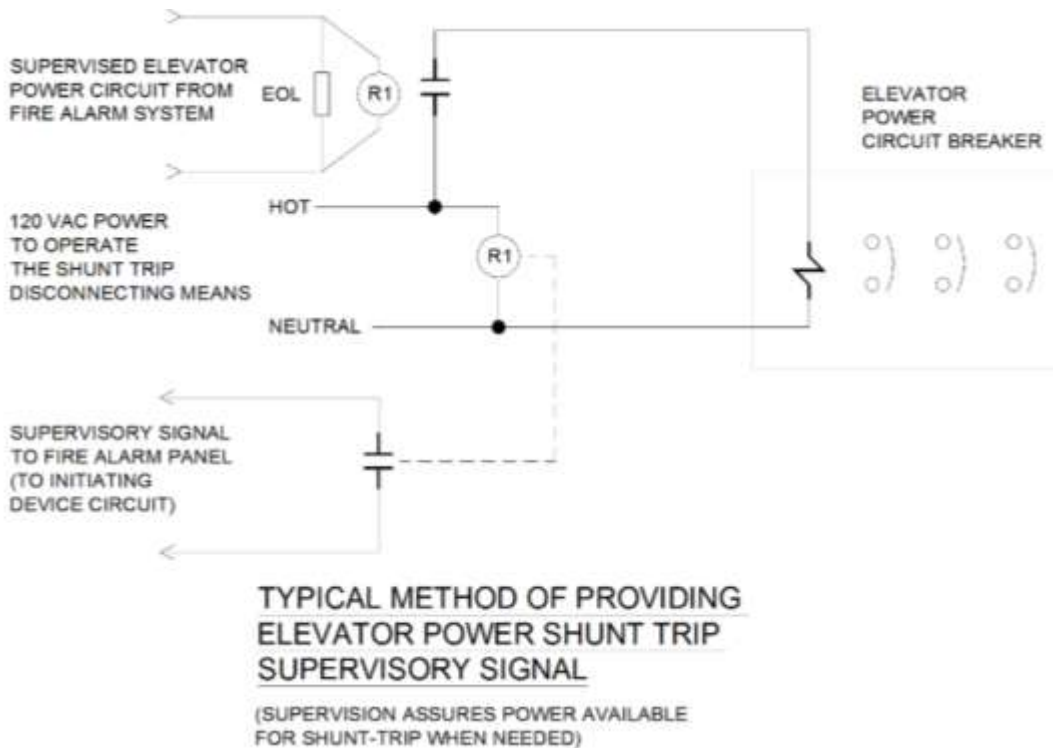 SUPERVISED ELEVATOR
POWER CIRCUIT FROM
FIRE ALARM SYSTEM
EOL
R1
ELEVATOR
POWER
CIRCUIT BREAKER
120 VAC POWER
TO OPERATE
THE SHUNT TRIP
DISCONNECTING MEANS
HOT
R1
NEUTRAL
SUPERVISORY SIGNAL
TO FIRE ALARM PANEL
(TO INITIATING
DEVICE CIRCUIT)
TYPICAL METHOD OF PROVIDING
ELEVATOR POWER SHUNT TRIP
SUPERVISORY SIGNAL
(SUPERVISION ASSURES POWER AVAILABLE
FOR SHUNT-TRIP WHEN NEEDED)